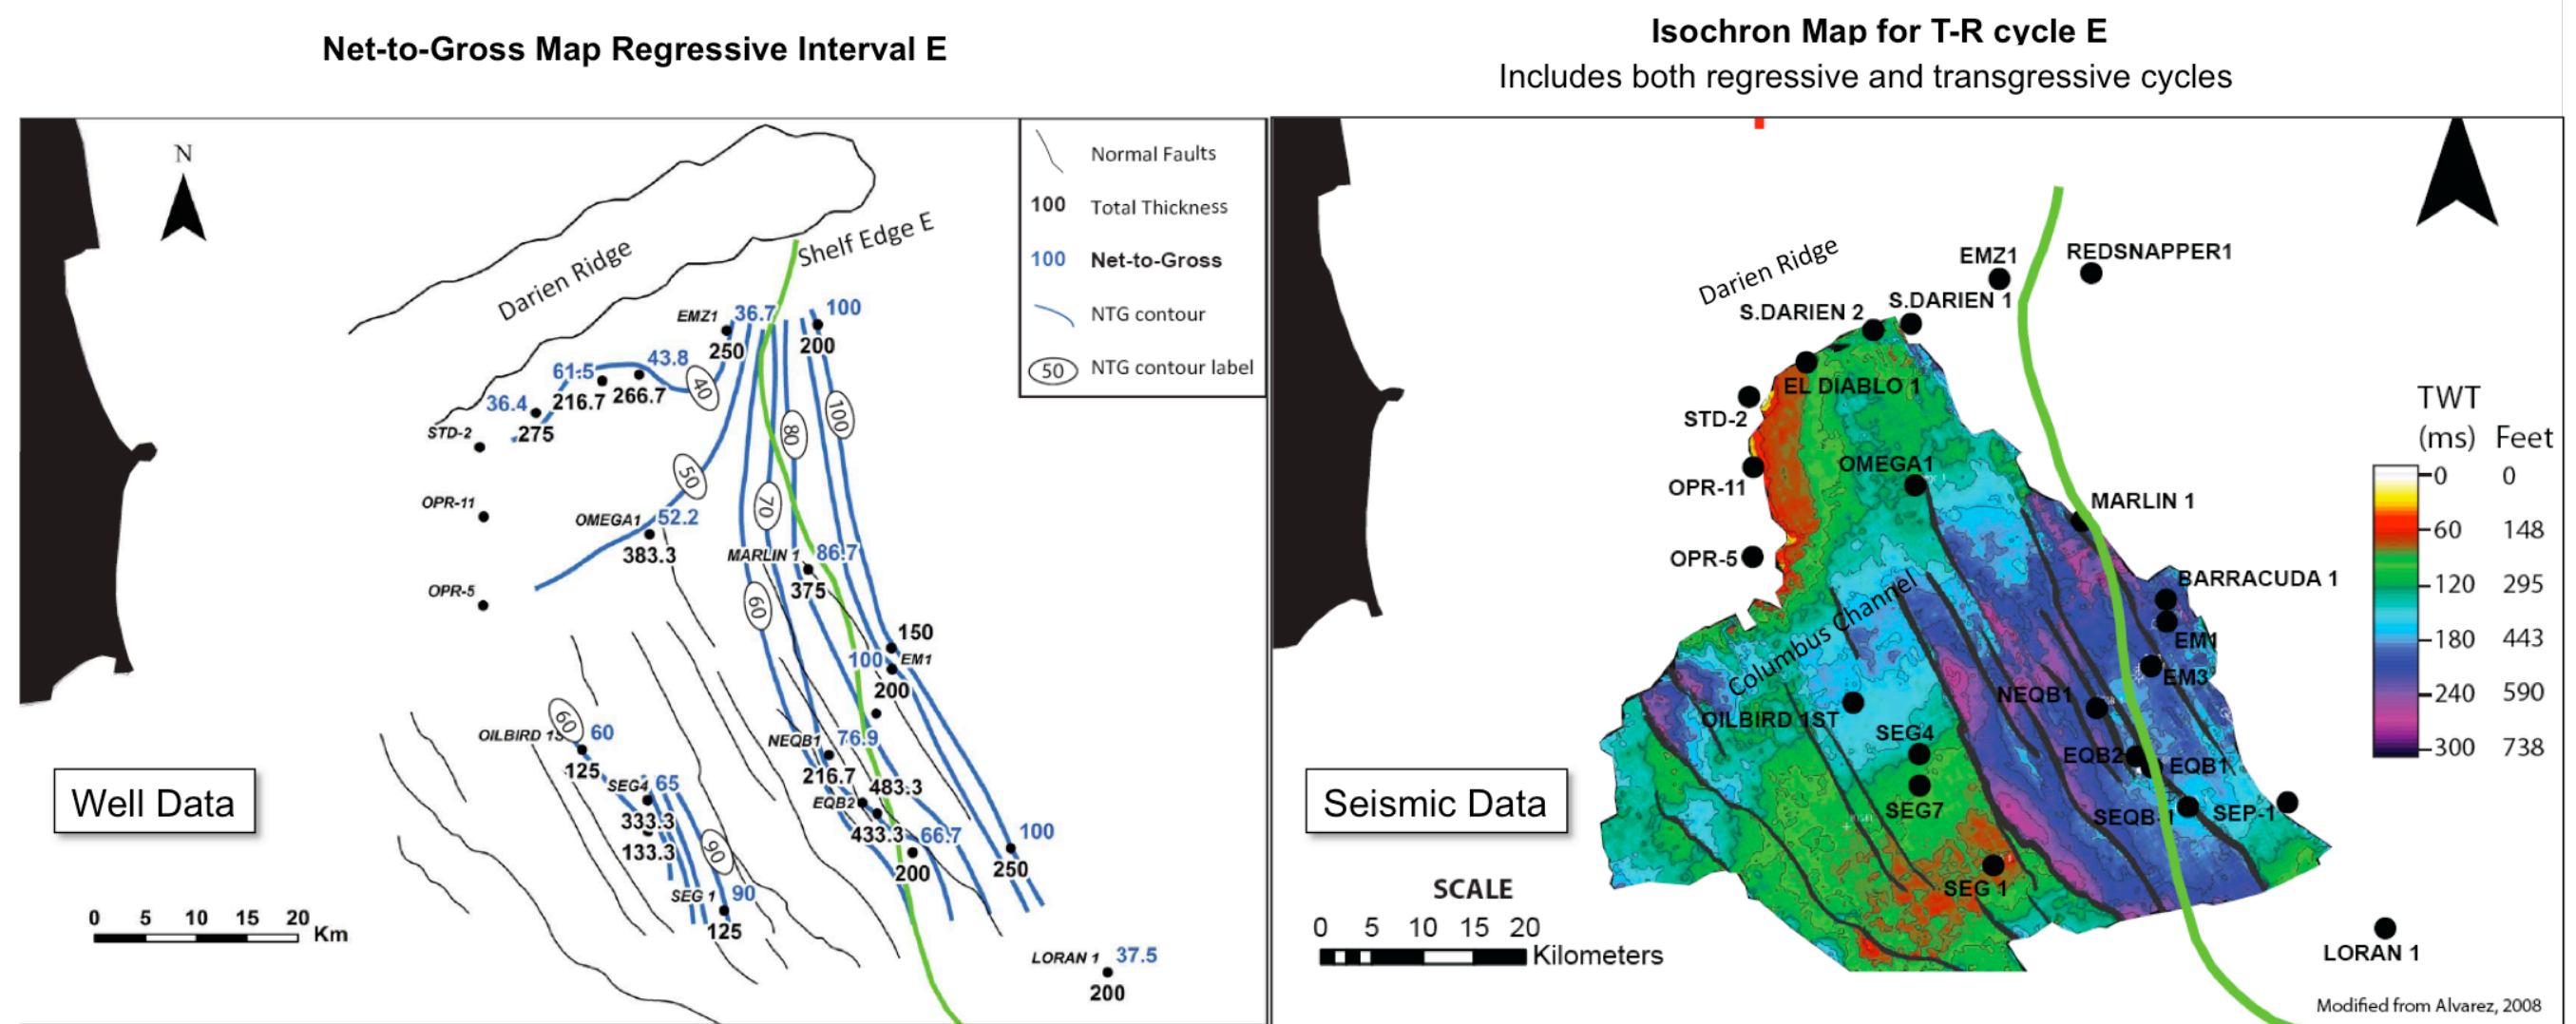 Net-to-Gross Map Regressive Interval E
Isochron Map for T-R cycle E
Includes both regressive and transgressive cycles
N
Normal Faults
100 Total Thickness
100 Net-to-Gross
NTG contour
50 NTG contour label
Darien Ridge
Shelf Edge E
EMZ1 36.7
250
100
200
61.5
43.8
40
216.7 266.7
36.4
275
STD-2
80
100
50
70
OPR-11
OMEGA1 52.2
383.3
MARLIN 1 86.7
375
OPR-5
60
150
100 EM1
200
60
OILBIRD 1S
60
125
NEQB1 76.9
216.7
483.3
EQB2
433.3 66.7
200
SEG4 65
333.3
133.3
90
SEG 1 90
125
100
250
Well Data
0 5 10 15 20 Km
LORAN 1 37.5
200
Darien Ridge
EMZ1
REDSNAPPER1
S.DARIEN 2
S.DARIEN 1
EL DIABLO 1
STD-2
OPR-11
OMEGA1
MARLIN 1
OPR-5
BARRACUDA 1
Columbus Channel
EM1
EM3
NEQB1
OILBIRD 1ST
SEG4
EQB2
EQB1
SEG7
SEQB-1
SEP-1
SEG 1
LORAN 1
TWT
(ms) Feet
0 0
60 148
120 295
180 443
240 590
300 738
Seismic Data
SCALE
0 5 10 15 20
Kilometers
Modified from Alvarez, 2008